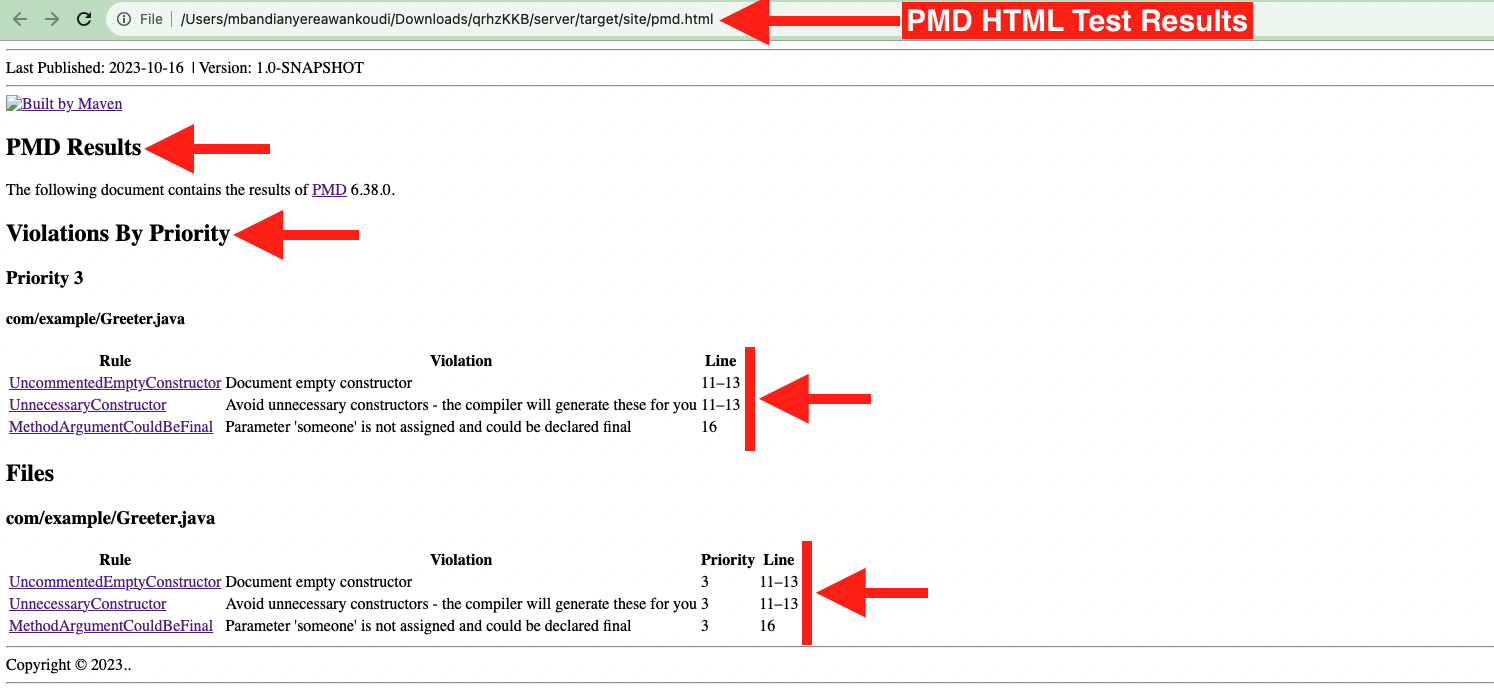 File | /Users/mbandianyereawankoudi/Downloads/qrhzKKB/server/target/site/pmd.html
PMD HTML Test Results
Last Published: 2023-10-16 | Version: 1.0-SNAPSHOT
Built by Maven
PMD Results
The following document contains the results of PMD 6.38.0.
Violations By Priority
Priority 3
com/example/Greeter.java
Rule Violation Line
UncommentedEmptyConstructor Document empty constructor 11–13
UnnecessaryConstructor Avoid unnecessary constructors - the compiler will generate these for you 11–13
MethodArgumentCouldBeFinal Parameter 'someone' is not assigned and could be declared final 16
Files
com/example/Greeter.java
Rule Violation Priority Line
UncommentedEmptyConstructor Document empty constructor 3 11–13
UnnecessaryConstructor Avoid unnecessary constructors - the compiler will generate these for you 3 11–13
MethodArgumentCouldBeFinal Parameter 'someone' is not assigned and could be declared final 3 16
Copyright © 2023..